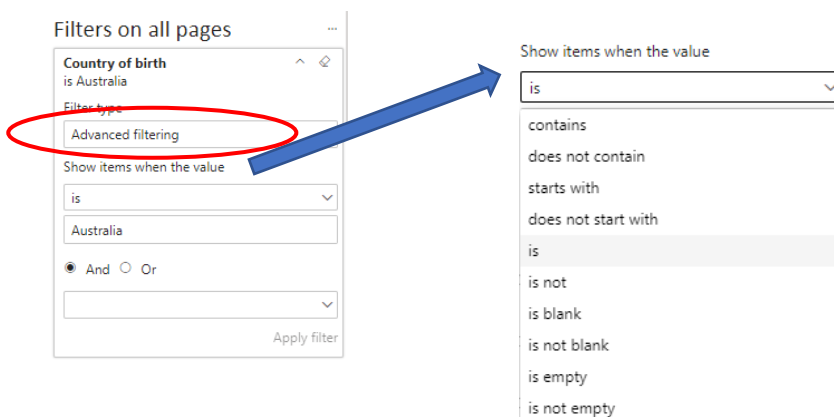 Filters on all pages
...
Country of birth
is Australia
Filter type
Advanced filtering
Show items when the value
is
Australia
And Or
Apply filter
Show items when the value
is
contains
does not contain
starts with
does not start with
is
is not
is blank
is not blank
is empty
is not empty